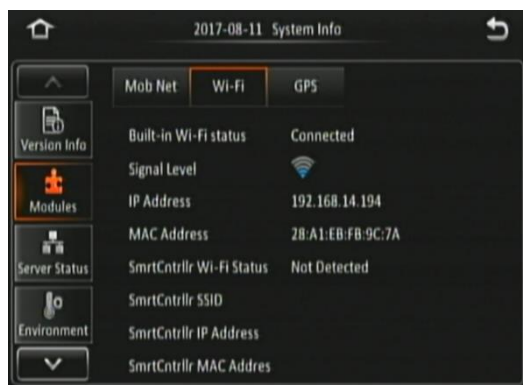 2017-08-11 System Info
Mob Net Wi-Fi GPS
Version Info
Modules
Server Status
Environment
Built-in Wi-Fi status Connected
Signal Level
IP Address 192.168.14.194
MAC Address 28:A1:EB:FB:9C:7A
SmrtCntrllr Wi-Fi Status Not Detected
SmrtCntrllr SSID
SmrtCntrllr IP Address
SmrtCntrllr MAC Addres